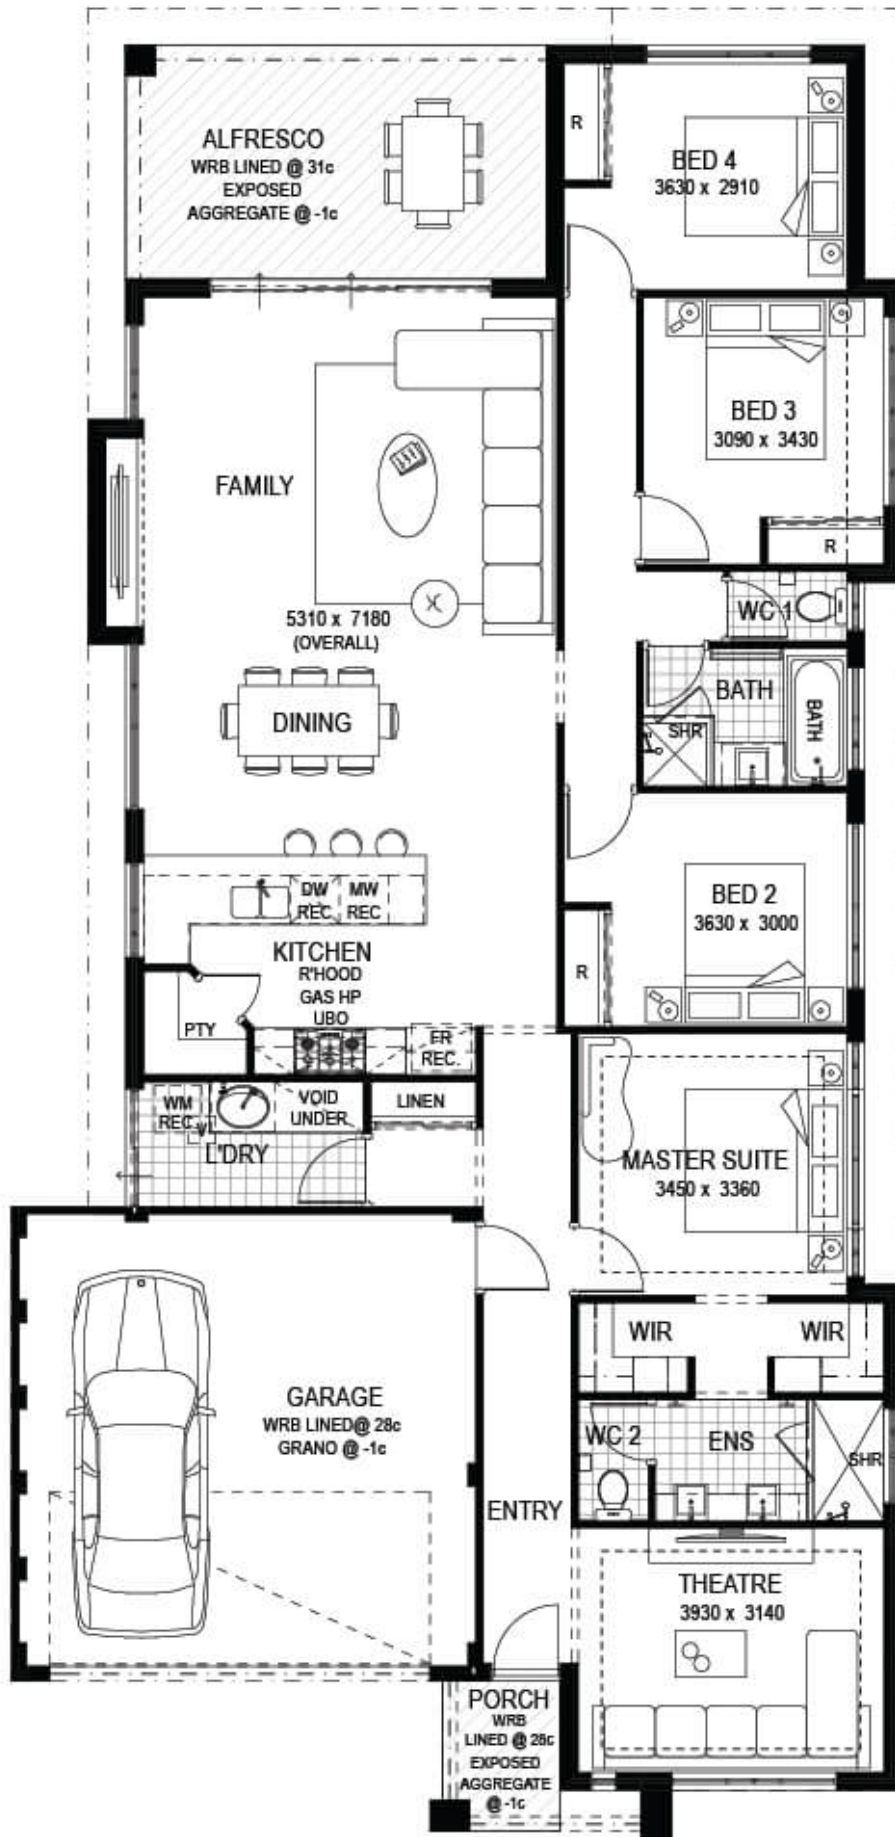 ALFRESCO
WRB LINED @ 31c
EXPOSED
AGGREGATE @ -1c
R
BED 4
3630 x 2910
BED 3
3090 x 3430
R
FAMILY
5310 x 7180
(OVERALL)
WC 1
BATH
BATH
SHR
DINING
DW
REC
MW
REC
BED 2
3630 x 3000
R
KITCHEN
R'HOOD
GAS HP
UBO
PTY
FR
REC
WM
REC
VOID
UNDER
LINEN
L'DRY
MASTER SUITE
3450 x 3360
WIR
WIR
GARAGE
WRB LINED@ 28c
GRANO @ -1c
WC 2
ENS
SHR
ENTRY
THEATRE
3930 x 3140
PORCH
WRB
LINED @ 28c
EXPOSED
AGGREGATE
@ -1c